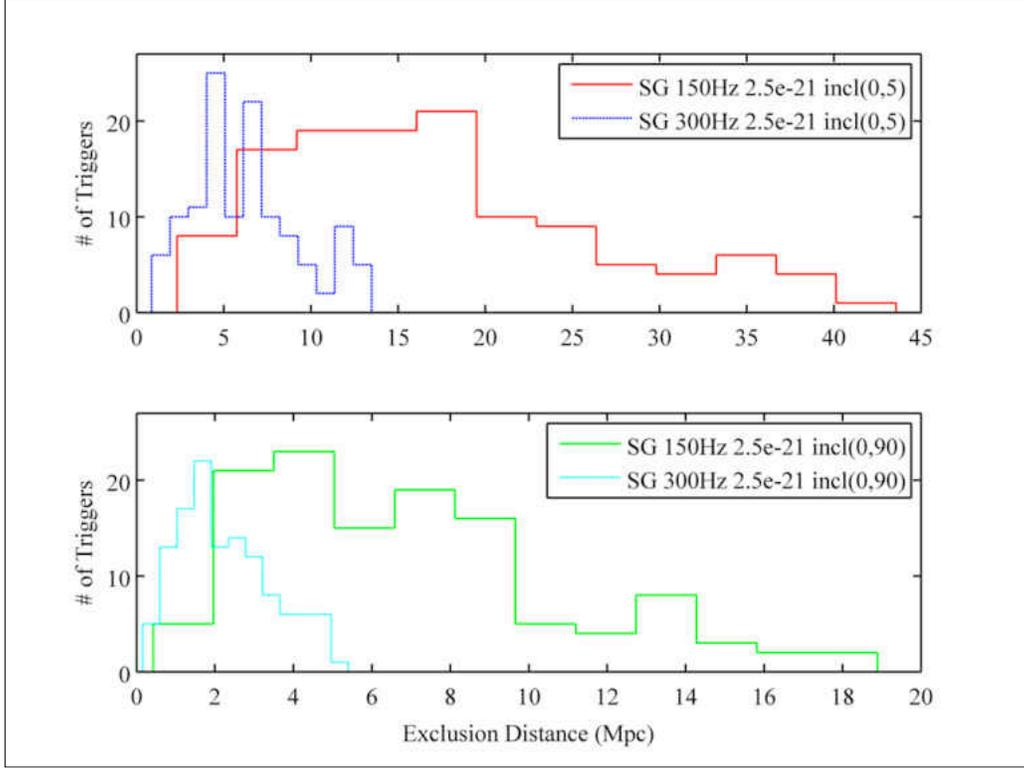 # of Triggers
20
10
0
SG 150Hz 2.5e-21 incl(0,5)
SG 300Hz 2.5e-21 incl(0,5)
0 5 10 15 20 25 30 35 40 45
# of Triggers
20
10
0
SG 150Hz 2.5e-21 incl(0,90)
SG 300Hz 2.5e-21 incl(0,90)
0 2 4 6 8 10 12 14 16 18 20
Exclusion Distance (Mpc)